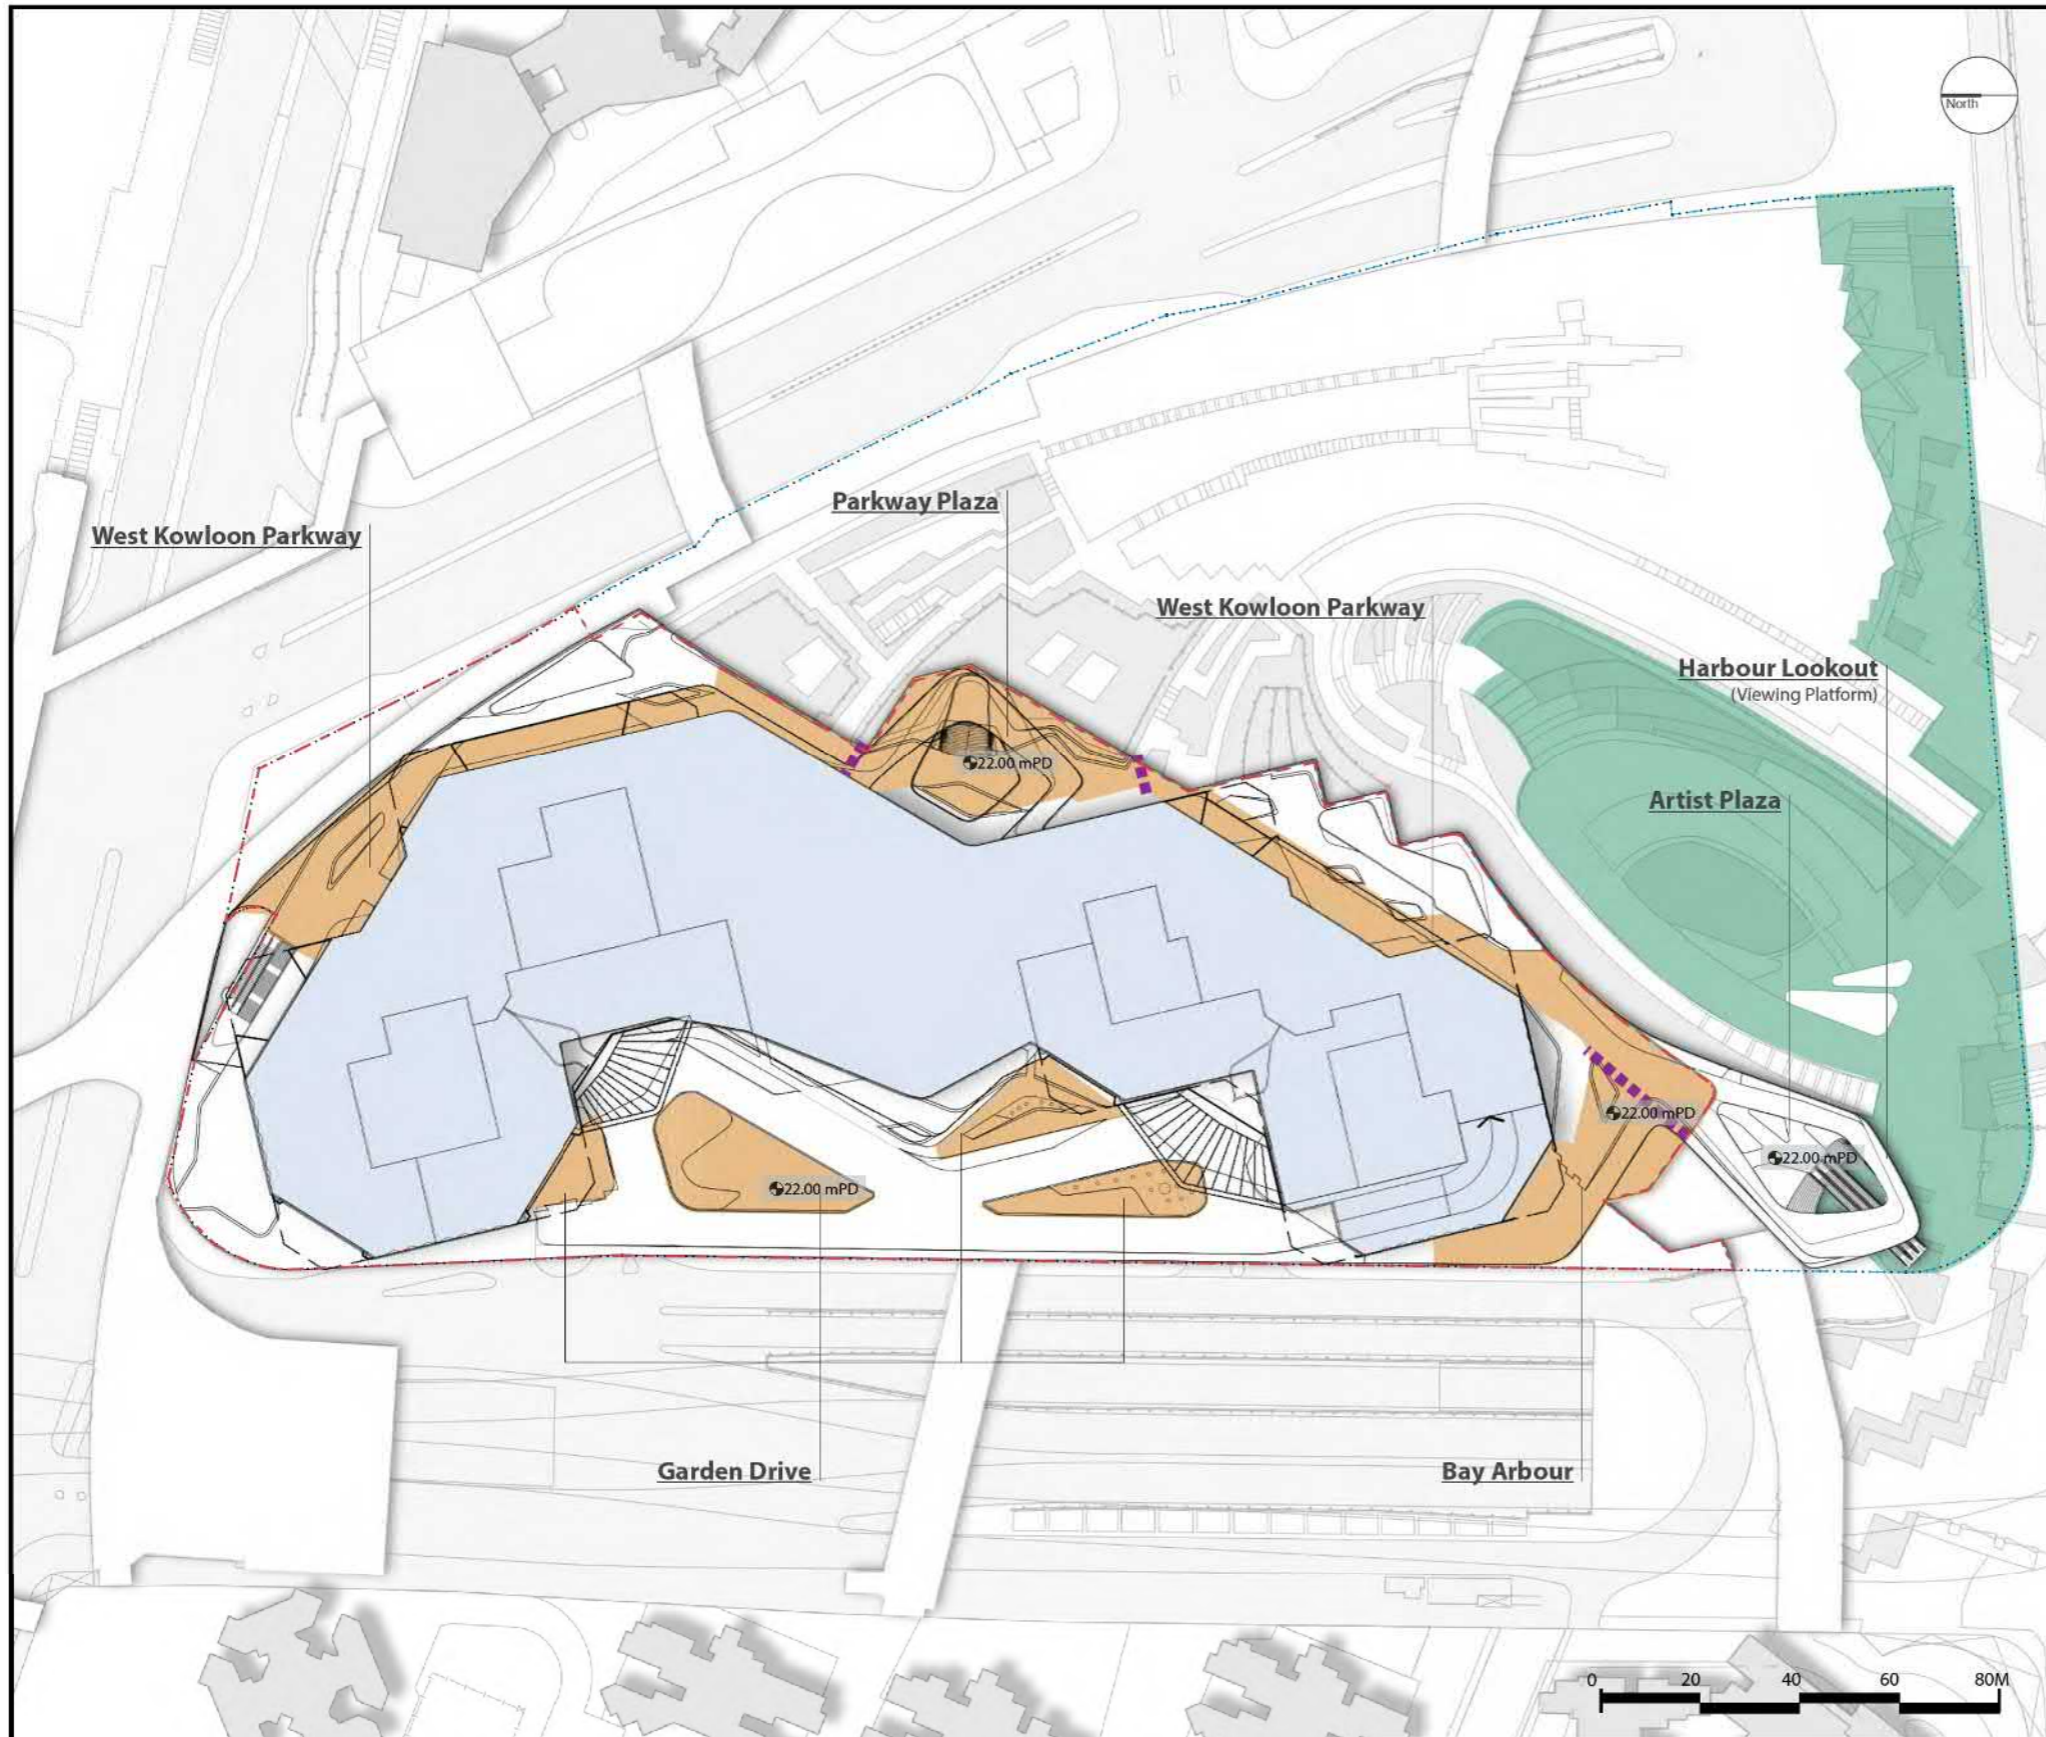 North
Parkway Plaza
West Kowloon Parkway
West Kowloon Parkway
Harbour Lookout
(Viewing Platform)
22.00 mPD
Artist Plaza
22.00 mPD
22.00 mPD
22.00 mPD
Garden Drive
Bay Arbour
0 20 40 60 80M